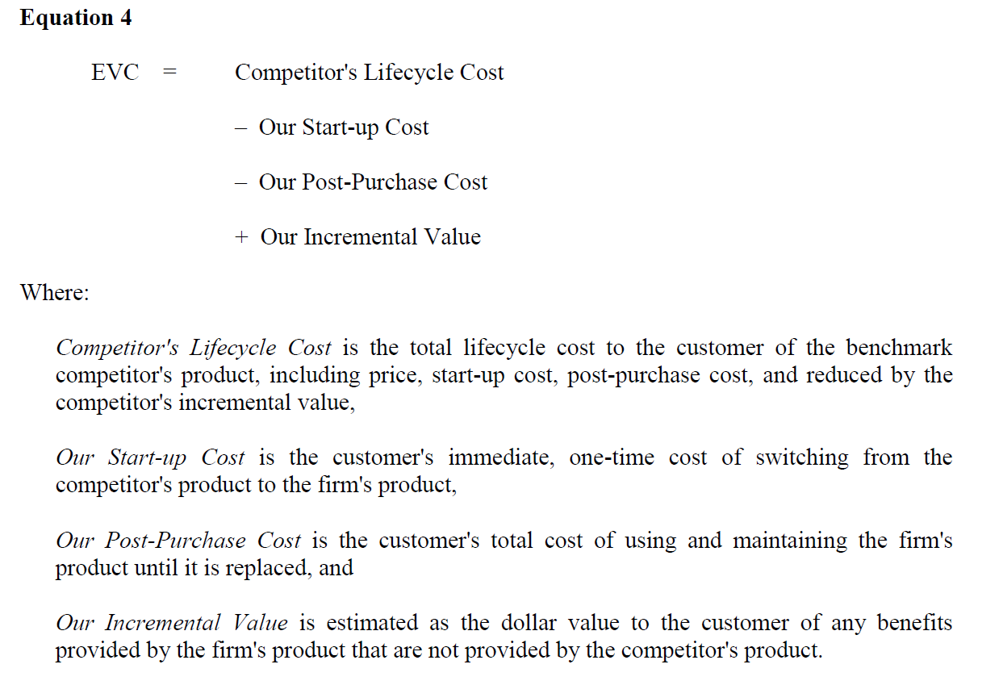 Equation 4
EVC = Competitor's Lifecycle Cost
– Our Start-up Cost
– Our Post-Purchase Cost
+ Our Incremental Value
Where:
Competitor's Lifecycle Cost is the total lifecycle cost to the customer of the benchmark
competitor's product, including price, start-up cost, post-purchase cost, and reduced by the
competitor's incremental value,
Our Start-up Cost is the customer's immediate, one-time cost of switching from the
competitor's product to the firm's product,
Our Post-Purchase Cost is the customer's total cost of using and maintaining the firm's
product until it is replaced, and
Our Incremental Value is estimated as the dollar value to the customer of any benefits
provided by the firm's product that are not provided by the competitor's product.